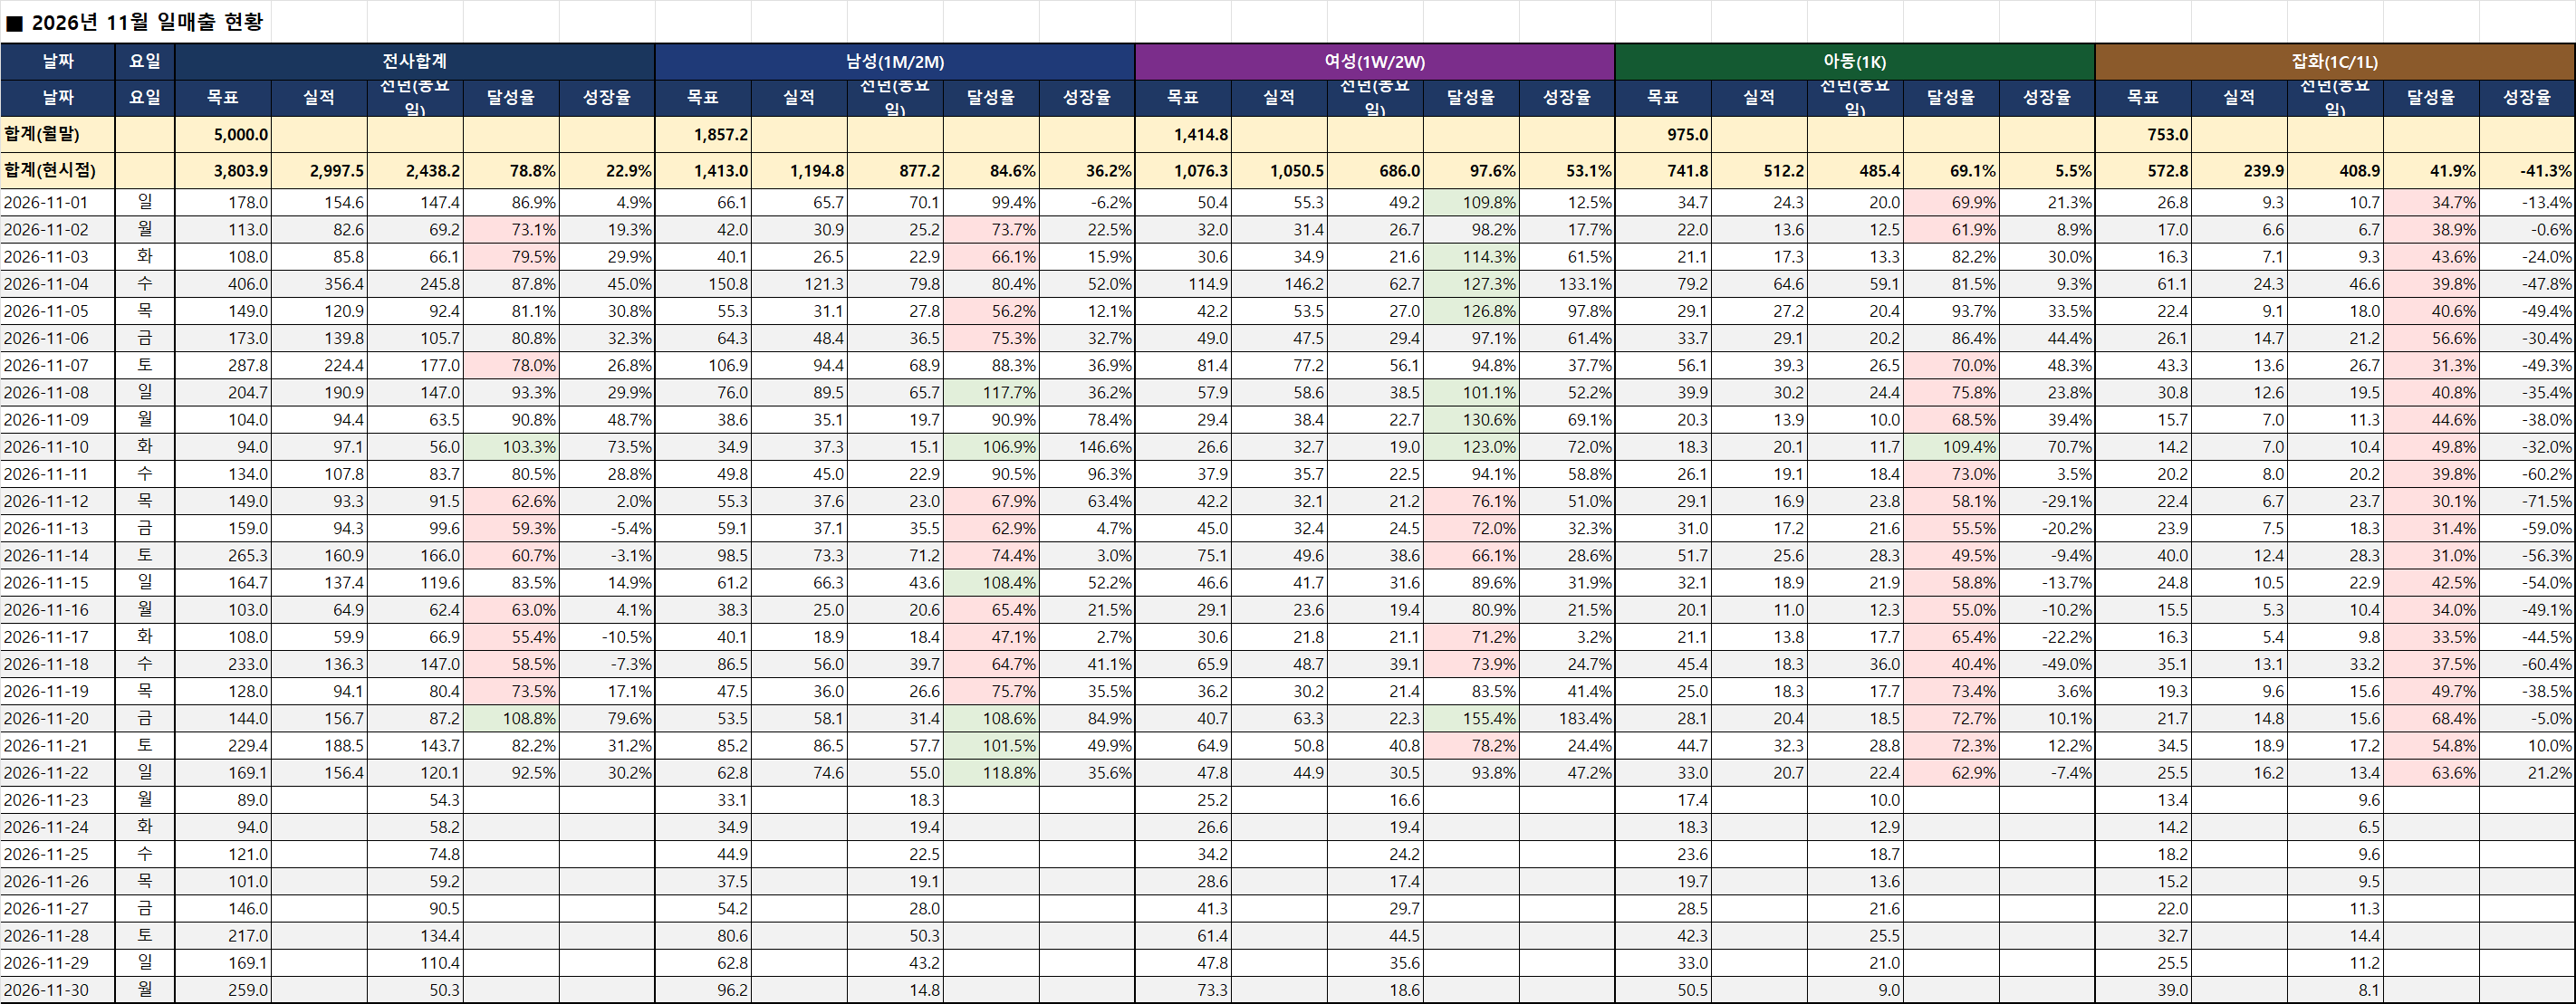 ■ 2026년 11월 일매출 현황
날짜 요일 전사합계 남성(1M/2M) 여성(1W/2W) 아동(1K) 잡화(1C/1L)
날짜 요일 목표 실적 전년(동요일) 달성율 성장율 목표 실적 전년(동요일) 달성율 성장율 목표 실적 전년(동요일) 달성율 성장율 목표 실적 전년(동요일) 달성율 성장율 목표 실적 전년(동요일) 달성율 성장율
합계(월말) 5,000.0 1,857.2 1,414.8 975.0 753.0
합계(현시점) 3,803.9 2,997.5 2,438.2 78.8% 22.9% 1,413.0 1,194.8 877.2 84.6% 36.2% 1,076.3 1,050.5 686.0 97.6% 53.1% 741.8 512.2 485.4 69.1% 5.5% 572.8 239.9 408.9 41.9% -41.3%
2026-11-01 일 178.0 154.6 147.4 86.9% 4.9% 66.1 65.7 70.1 99.4% -6.2% 50.4 55.3 49.2 109.8% 12.5% 34.7 24.3 20.0 69.9% 21.3% 26.8 9.3 10.7 34.7% -13.4%
2026-11-02 월 113.0 82.6 69.2 73.1% 19.3% 42.0 30.9 25.2 73.7% 22.5% 32.0 31.4 26.7 98.2% 17.7% 22.0 13.6 12.5 61.9% 8.9% 17.0 6.6 6.7 38.9% -0.6%
2026-11-03 화 108.0 85.8 66.1 79.5% 29.9% 40.1 26.5 22.9 66.1% 15.9% 30.6 34.9 21.6 114.3% 61.5% 21.1 17.3 13.3 82.2% 30.0% 16.3 7.1 9.3 43.6% -24.0%
2026-11-04 수 406.0 356.4 245.8 87.8% 45.0% 150.8 121.3 79.8 80.4% 52.0% 114.9 146.2 62.7 127.3% 133.1% 79.2 64.6 59.1 81.5% 9.3% 61.1 24.3 46.6 39.8% -47.8%
2026-11-05 목 149.0 120.9 92.4 81.1% 30.8% 55.3 31.1 27.8 56.2% 12.1% 42.2 53.5 27.0 126.8% 97.8% 29.1 27.2 20.4 93.7% 33.5% 22.4 9.1 18.0 40.6% -49.4%
2026-11-06 금 173.0 139.8 105.7 80.8% 32.3% 64.3 48.4 36.5 75.3% 32.7% 49.0 47.5 29.4 97.1% 61.4% 33.7 29.1 20.2 86.4% 44.4% 26.1 14.7 21.2 56.6% -30.4%
2026-11-07 토 287.8 224.4 177.0 78.0% 26.8% 106.9 94.4 68.9 88.3% 36.9% 81.4 77.2 56.1 94.8% 37.7% 56.1 39.3 26.5 70.0% 48.3% 43.3 13.6 26.7 31.3% -49.3%
2026-11-08 일 204.7 190.9 147.0 93.3% 29.9% 76.0 89.5 65.7 117.7% 36.2% 57.9 58.6 38.5 101.1% 52.2% 39.9 30.2 24.4 75.8% 23.8% 30.8 12.6 19.5 40.8% -35.4%
2026-11-09 월 104.0 94.4 63.5 90.8% 48.7% 38.6 35.1 19.7 90.9% 78.4% 29.4 38.4 22.7 130.6% 69.1% 20.3 13.9 10.0 68.5% 39.4% 15.7 7.0 11.3 44.6% -38.0%
2026-11-10 화 94.0 97.1 56.0 103.3% 73.5% 34.9 37.3 15.1 106.9% 146.6% 26.6 32.7 19.0 123.0% 72.0% 18.3 20.1 11.7 109.4% 70.7% 14.2 7.0 10.4 49.8% -32.0%
2026-11-11 수 134.0 107.8 83.7 80.5% 28.8% 49.8 45.0 22.9 90.5% 96.3% 37.9 35.7 22.5 94.1% 58.8% 26.1 19.1 18.4 73.0% 3.5% 20.2 8.0 20.2 39.8% -60.2%
2026-11-12 목 149.0 93.3 91.5 62.6% 2.0% 55.3 37.6 23.0 67.9% 63.4% 42.2 32.1 21.2 76.1% 51.0% 29.1 16.9 23.8 58.1% -29.1% 22.4 6.7 23.7 30.1% -71.5%
2026-11-13 금 159.0 94.3 99.6 59.3% -5.4% 59.1 37.1 35.5 62.9% 4.7% 45.0 32.4 24.5 72.0% 32.3% 31.0 17.2 21.6 55.5% -20.2% 23.9 7.5 18.3 31.4% -59.0%
2026-11-14 토 265.3 160.9 166.0 60.7% -3.1% 98.5 73.3 71.2 74.4% 3.0% 75.1 49.6 38.6 66.1% 28.6% 51.7 25.6 28.3 49.5% -9.4% 40.0 12.4 28.3 31.0% -56.3%
2026-11-15 일 164.7 137.4 119.6 83.5% 14.9% 61.2 66.3 43.6 108.4% 52.2% 46.6 41.7 31.6 89.6% 31.9% 32.1 18.9 21.9 58.8% -13.7% 24.8 10.5 22.9 42.5% -54.0%
2026-11-16 월 103.0 64.9 62.4 63.0% 4.1% 38.3 25.0 20.6 65.4% 21.5% 29.1 23.6 19.4 80.9% 21.5% 20.1 11.0 12.3 55.0% -10.2% 15.5 5.3 10.4 34.0% -49.1%
2026-11-17 화 108.0 59.9 66.9 55.4% -10.5% 40.1 18.9 18.4 47.1% 2.7% 30.6 21.8 21.1 71.2% 3.2% 21.1 13.8 17.7 65.4% -22.2% 16.3 5.4 9.8 33.5% -44.5%
2026-11-18 수 233.0 136.3 147.0 58.5% -7.3% 86.5 56.0 39.7 64.7% 41.1% 65.9 48.7 39.1 73.9% 24.7% 45.4 18.3 36.0 40.4% -49.0% 35.1 13.1 33.2 37.5% -60.4%
2026-11-19 목 128.0 94.1 80.4 73.5% 17.1% 47.5 36.0 26.6 75.7% 35.5% 36.2 30.2 21.4 83.5% 41.4% 25.0 18.3 17.7 73.4% 3.6% 19.3 9.6 15.6 49.7% -38.5%
2026-11-20 금 144.0 156.7 87.2 108.8% 79.6% 53.5 58.1 31.4 108.6% 84.9% 40.7 63.3 22.3 155.4% 183.4% 28.1 20.4 18.5 72.7% 10.1% 21.7 14.8 15.6 68.4% -5.0%
2026-11-21 토 229.4 188.5 143.7 82.2% 31.2% 85.2 86.5 57.7 101.5% 49.9% 64.9 50.8 40.8 78.2% 24.4% 44.7 32.3 28.8 72.3% 12.2% 34.5 18.9 17.2 54.8% 10.0%
2026-11-22 일 169.1 156.4 120.1 92.5% 30.2% 62.8 74.6 55.0 118.8% 35.6% 47.8 44.9 30.5 93.8% 47.2% 33.0 20.7 22.4 62.9% -7.4% 25.5 16.2 13.4 63.6% 21.2%
2026-11-23 월 89.0 54.3 33.1 18.3 25.2 16.6 17.4 10.0 13.4 9.6
2026-11-24 화 94.0 58.2 34.9 19.4 26.6 19.4 18.3 12.9 14.2 6.5
2026-11-25 수 121.0 74.8 44.9 22.5 34.2 24.2 23.6 18.7 18.2 9.6
2026-11-26 목 101.0 59.2 37.5 19.1 28.6 17.4 19.7 13.6 15.2 9.5
2026-11-27 금 146.0 90.5 54.2 28.0 41.3 29.7 28.5 21.6 22.0 11.3
2026-11-28 토 217.0 134.4 80.6 50.3 61.4 44.5 42.3 25.5 32.7 14.4
2026-11-29 일 169.1 110.4 62.8 43.2 47.8 35.6 33.0 21.0 25.5 11.2
2026-11-30 월 259.0 50.3 96.2 14.8 73.3 18.6 50.5 9.0 39.0 8.1